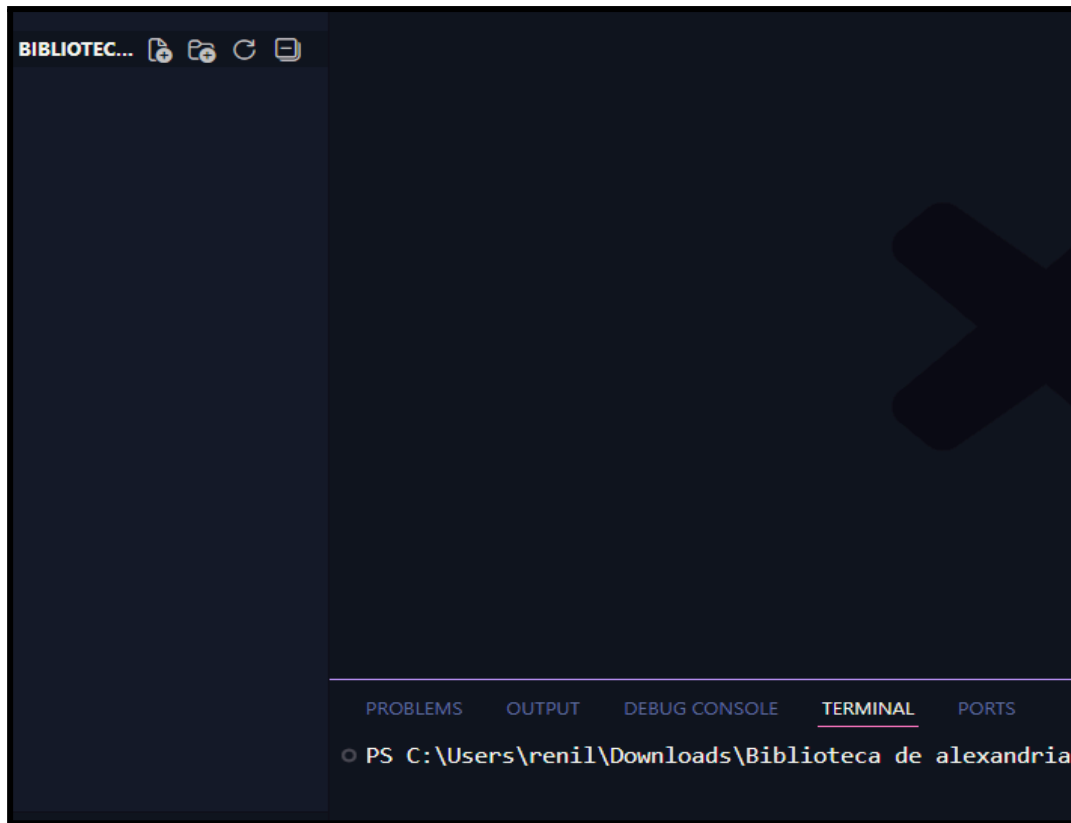 BIBLIOTEC...
PROBLEMS OUTPUT DEBUG CONSOLE TERMINAL PORTS
PS C:\Users\renil\Downloads\Biblioteca de alexandria